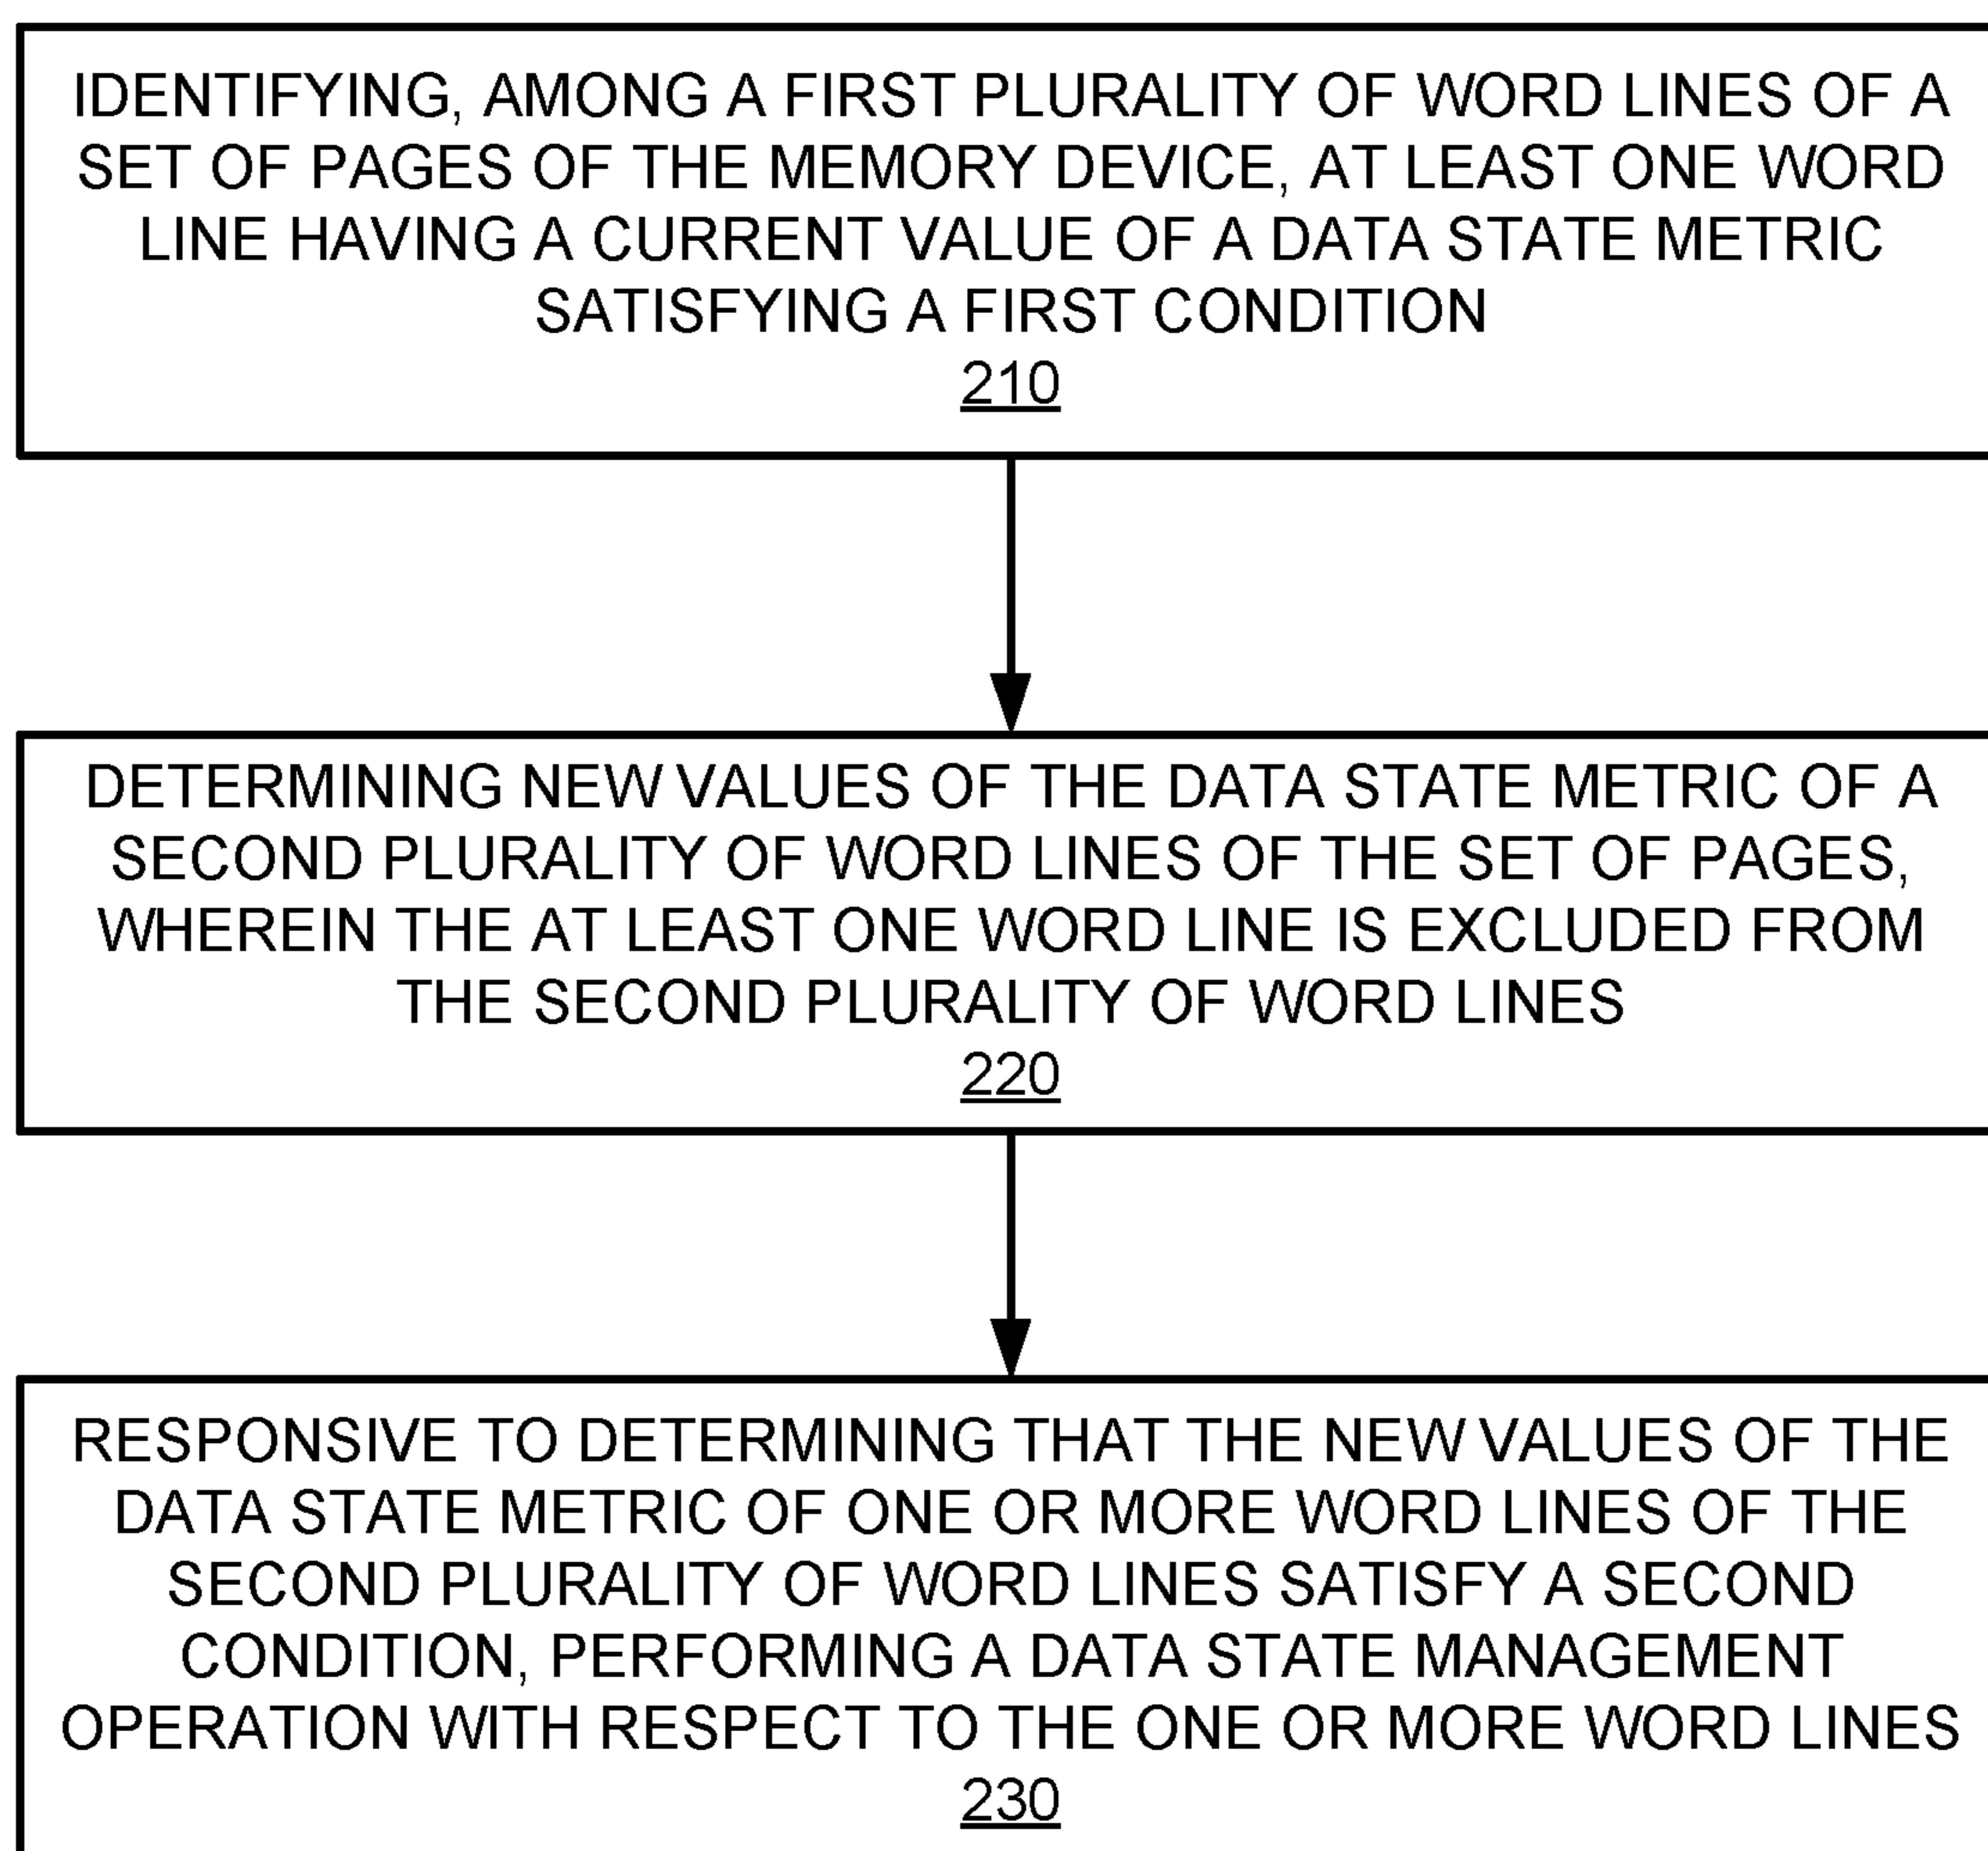 IDENTIFYING, AMONG A FIRST PLURALITY OF WORD LINES OF A
SET OF PAGES OF THE MEMORY DEVICE, AT LEAST ONE WORD
LINE HAVING A CURRENT VALUE OF A DATA STATE METRIC
SATISFYING A FIRST CONDITION
210
DETERMINING NEW VALUES OF THE DATA STATE METRIC OF A
SECOND PLURALITY OF WORD LINES OF THE SET OF PAGES,
WHEREIN THE AT LEAST ONE WORD LINE IS EXCLUDED FROM
THE SECOND PLURALITY OF WORD LINES
220
RESPONSIVE TO DETERMINING THAT THE NEW VALUES OF THE
DATA STATE METRIC OF ONE OR MORE WORD LINES OF THE
SECOND PLURALITY OF WORD LINES SATISFY A SECOND
CONDITION, PERFORMING A DATA STATE MANAGEMENT
OPERATION WITH RESPECT TO THE ONE OR MORE WORD LINES
230